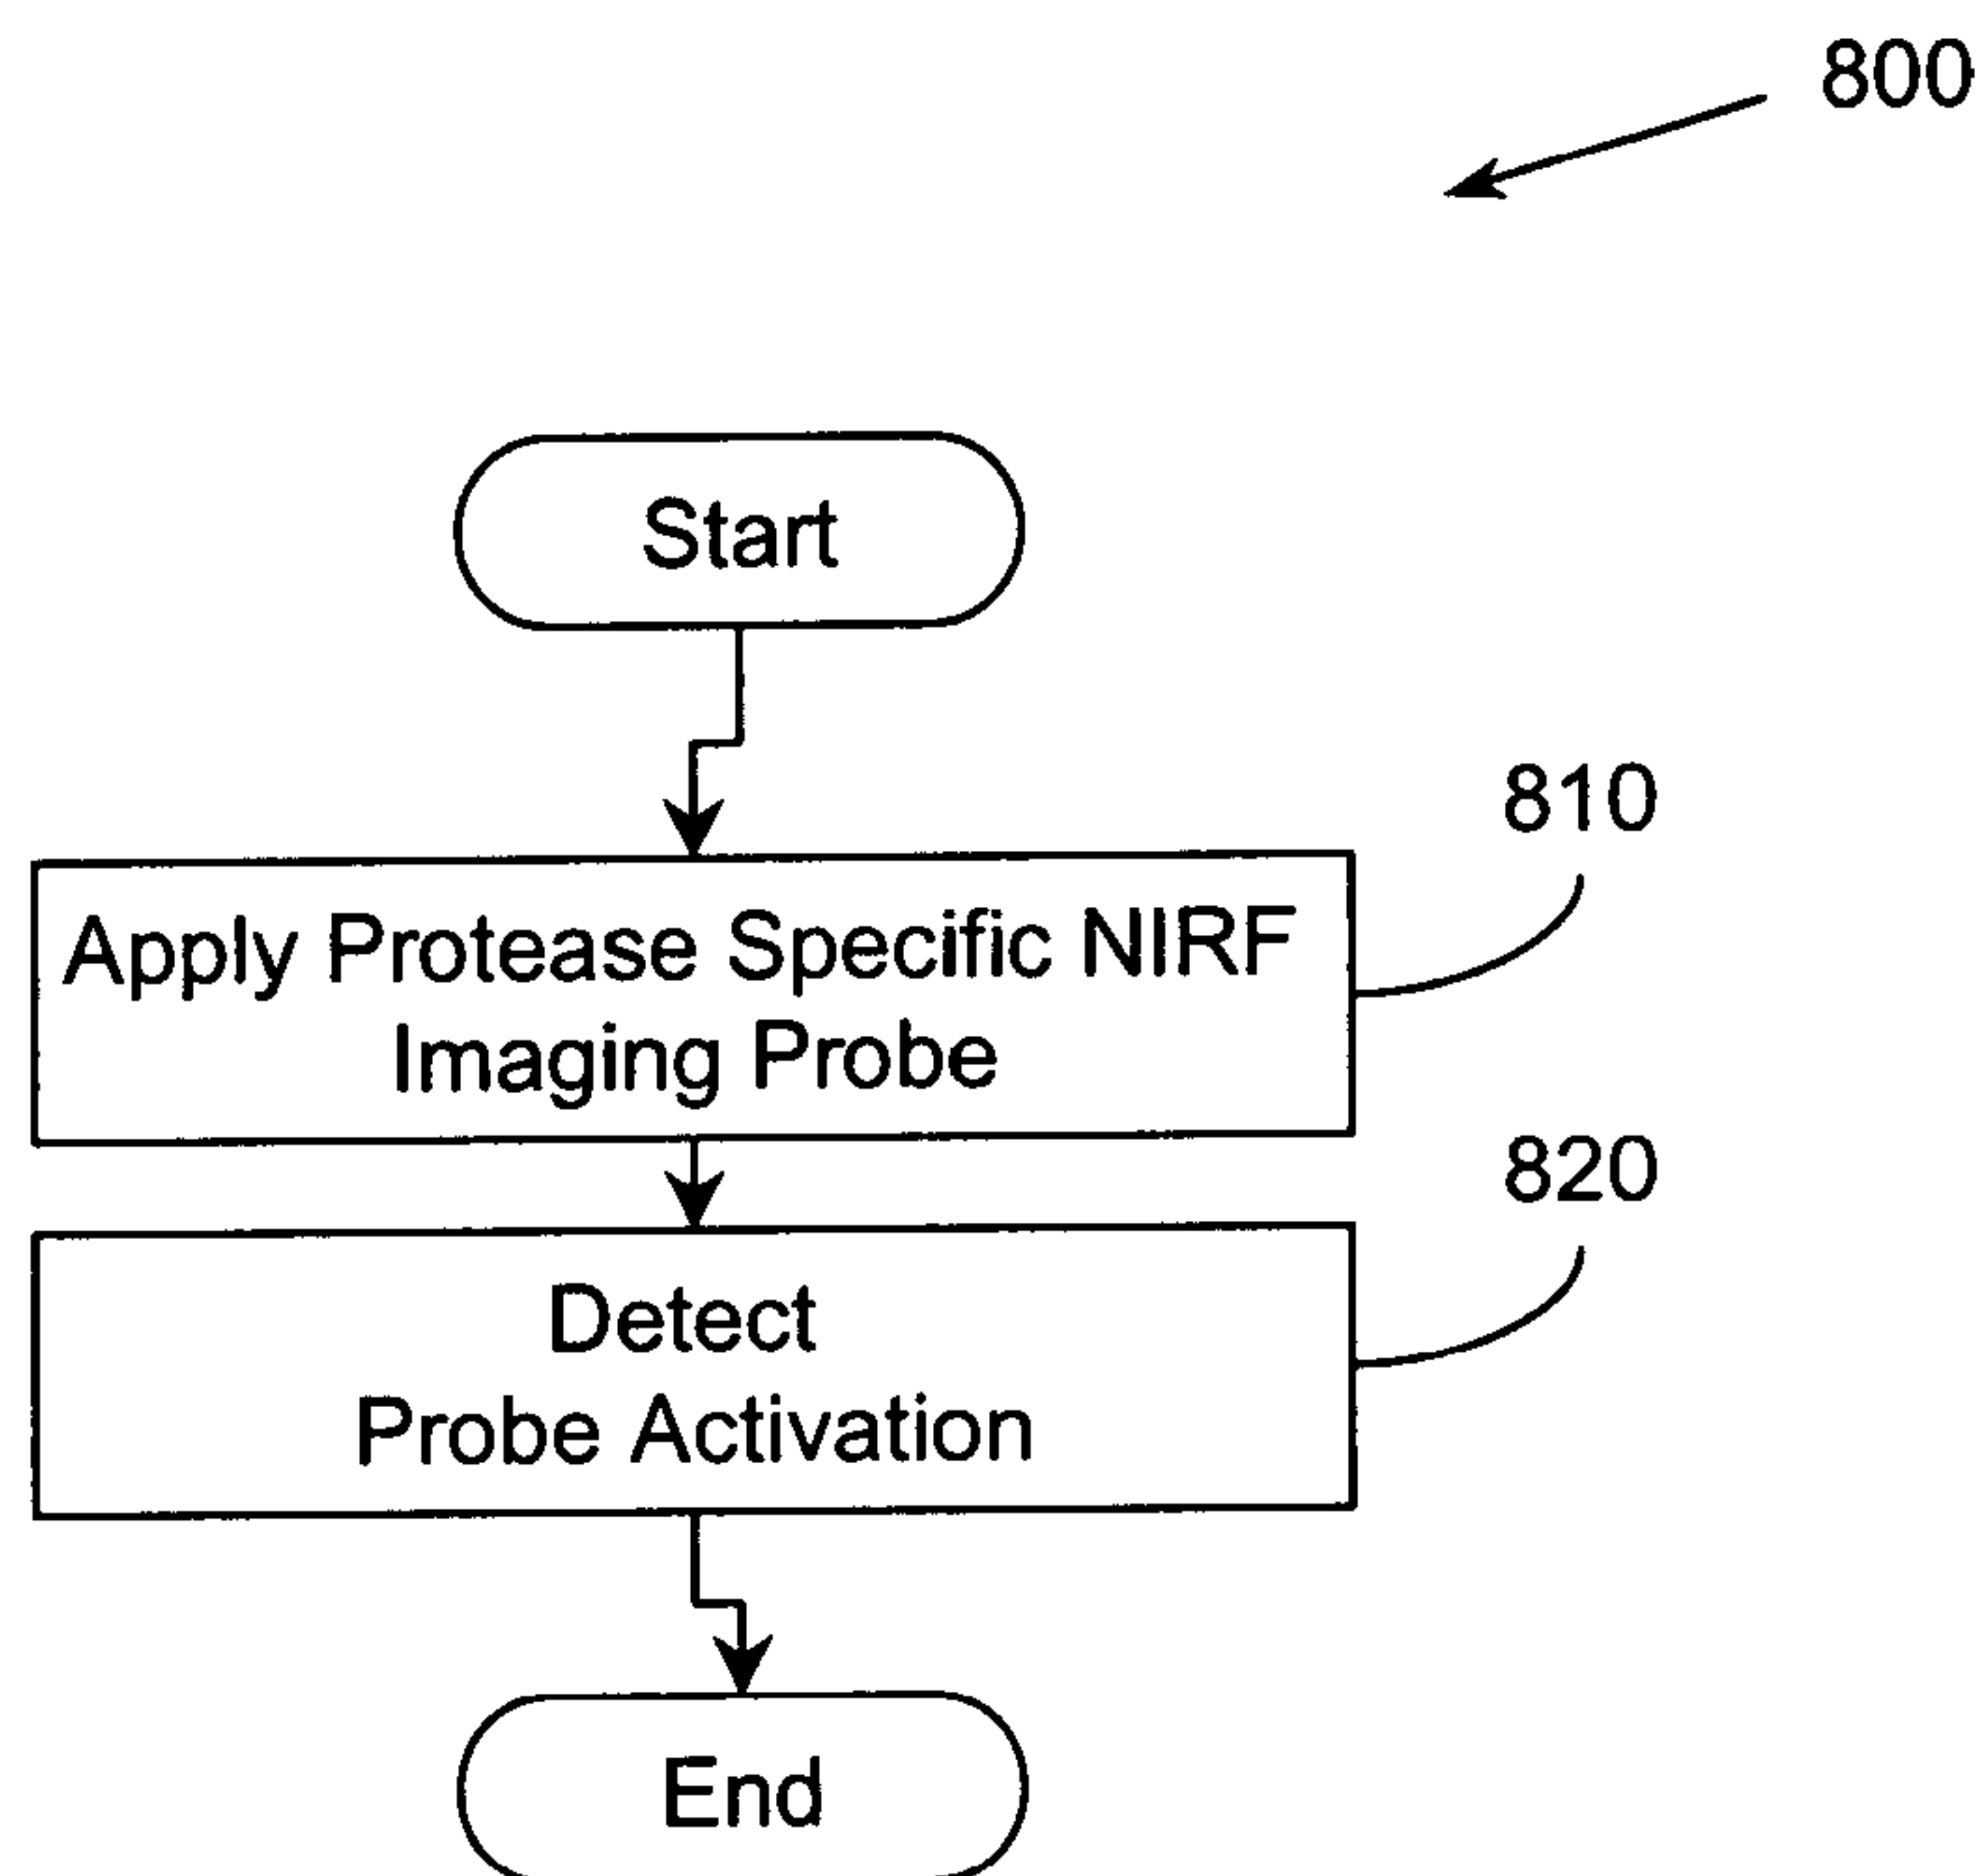 800
Start
810
Apply Protease Specific NIRF
Imaging Probe
820
Detect
Probe Activation
End